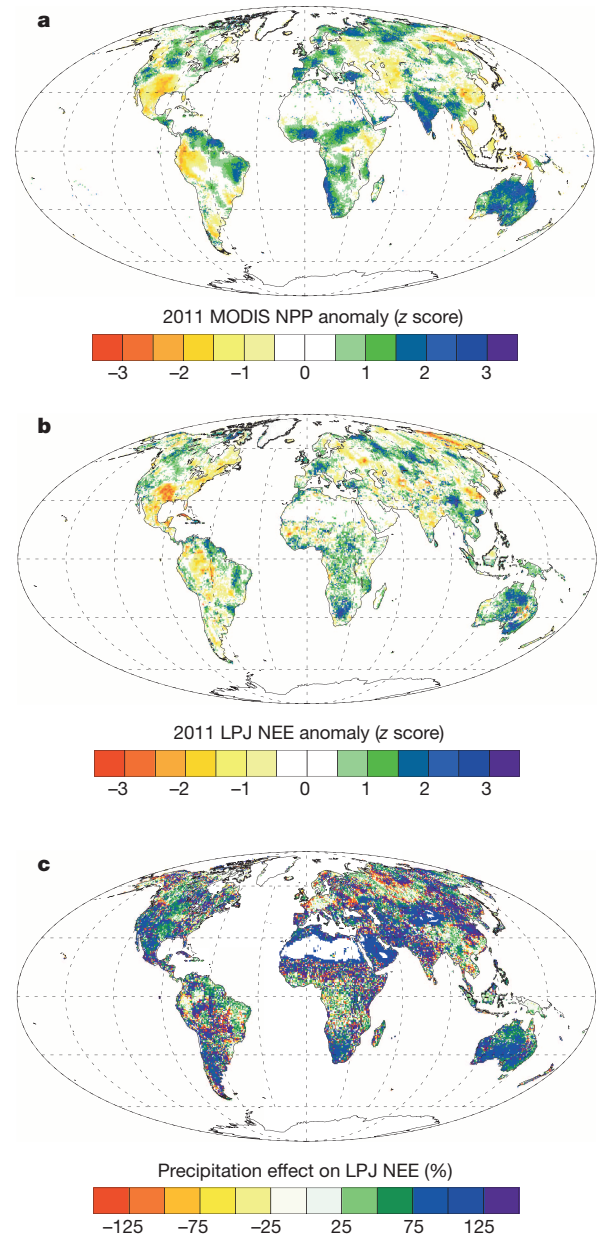 a
2011 MODIS NPP anomaly (z score)
–3 –2 –1 0 1 2 3
b
2011 LPJ NEE anomaly (z score)
–3 –2 –1 0 1 2 3
c
Precipitation effect on LPJ NEE (%)
–125 –75 –25 25 75 125